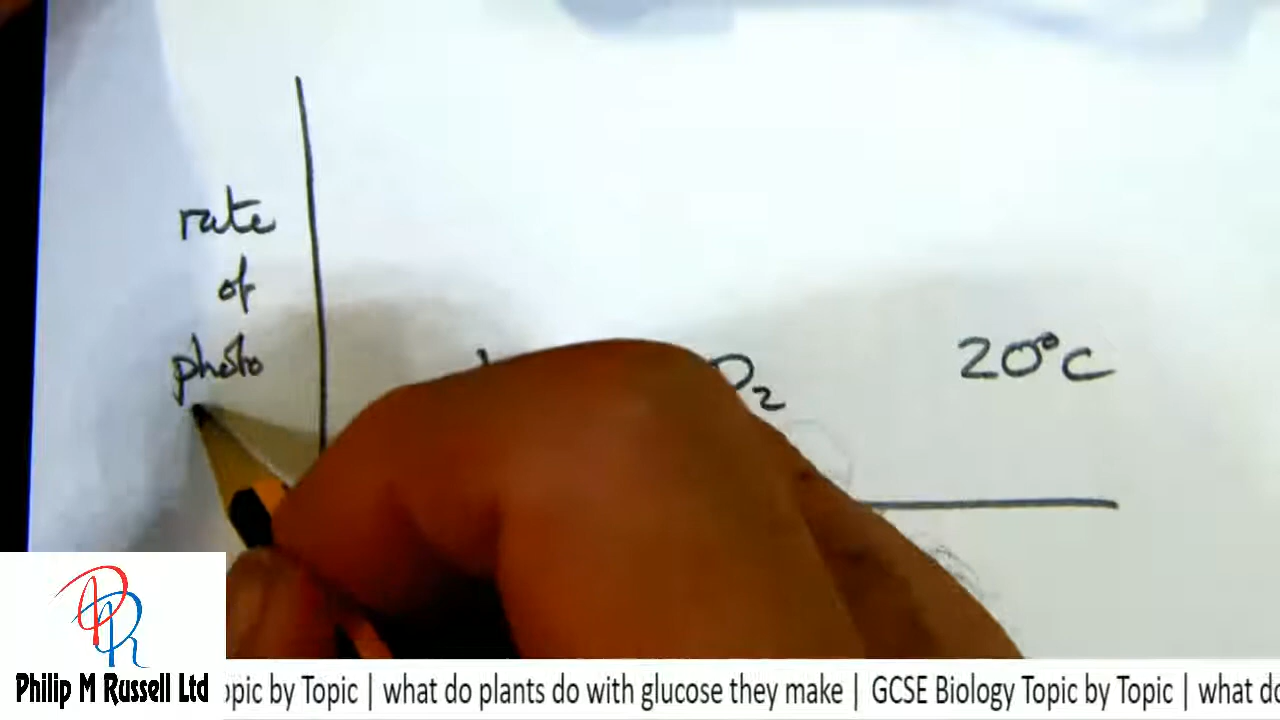 rate
of
photo
20°C
Philip M Russell Ltd
opic by Topic | what do plants do with glucose they make | GCSE Biology Topic by Topic | what do